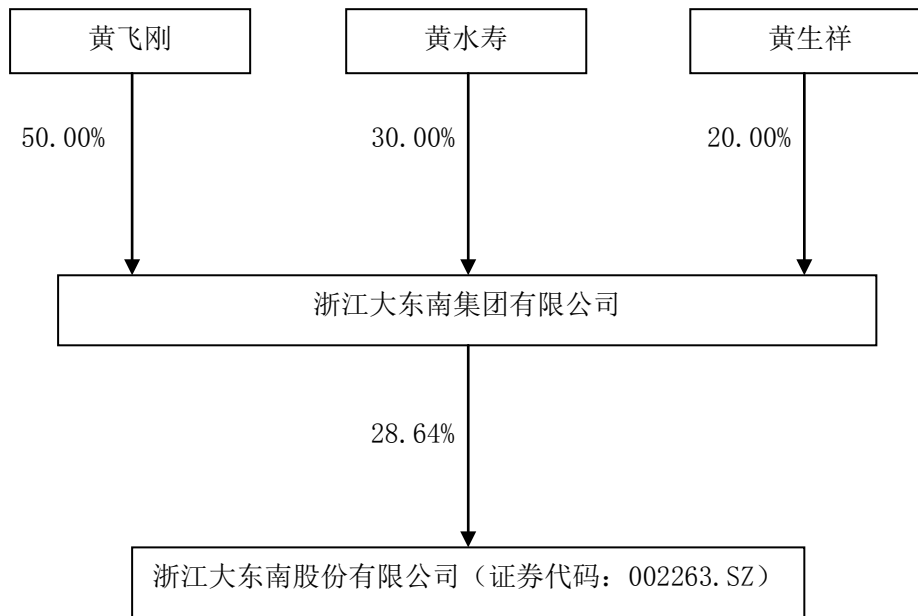 黄飞刚
黄水寿
黄生祥
50.00%
30.00%
20.00%
浙江大东南集团有限公司
28.64%
浙江大东南股份有限公司（证券代码：002263.SZ）